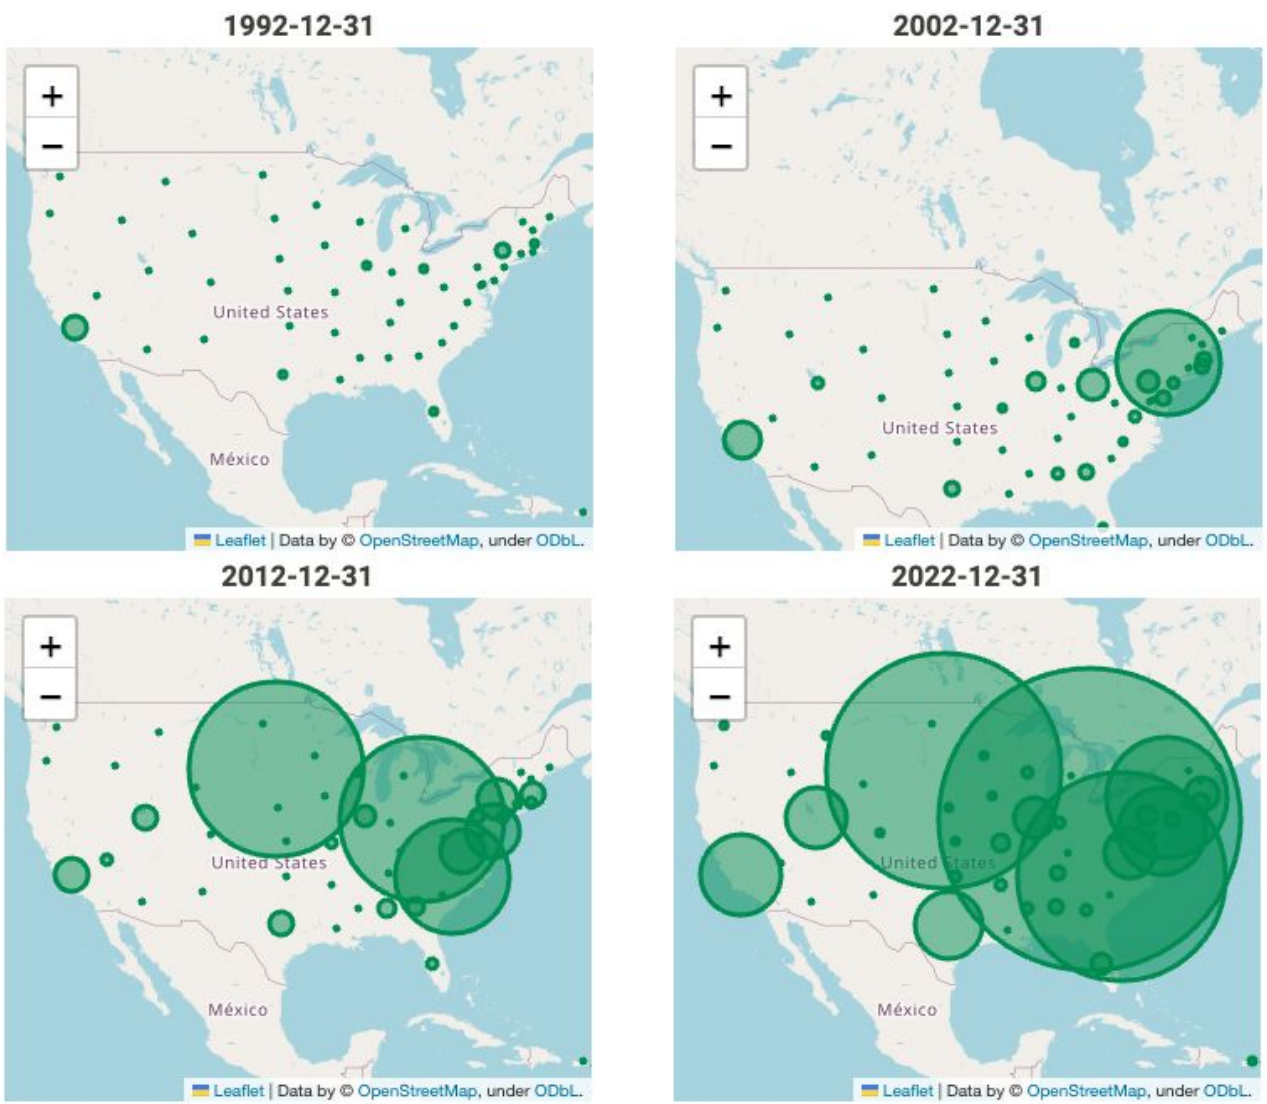 1992-12-31
2002-12-31
+
−
United States
México
Leaflet | Data by © OpenStreetMap, under ODbL.
+
−
United States
Leaflet | Data by © OpenStreetMap, under ODbL.
2012-12-31
2022-12-31
+
−
United States
México
Leaflet | Data by © OpenStreetMap, under ODbL.
+
−
United States
México
Leaflet | Data by © OpenStreetMap, under ODbL.